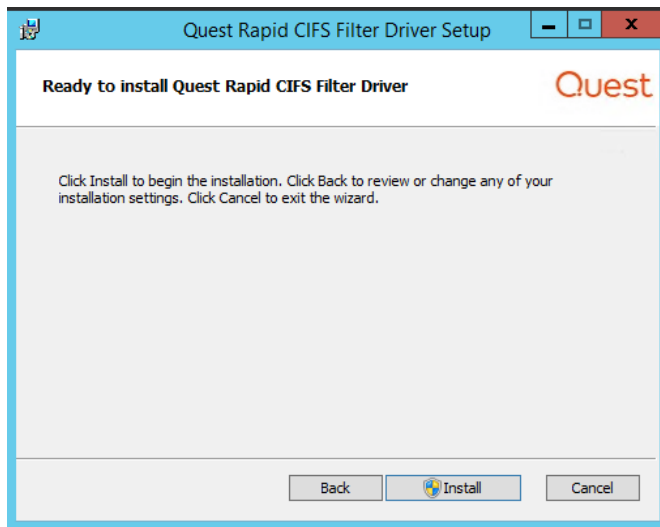 Quest Rapid CIFS Filter Driver Setup
Ready to install Quest Rapid CIFS Filter Driver
Quest
Click Install to begin the installation. Click Back to review or change any of your
installation settings. Click Cancel to exit the wizard.
Back
Install
Cancel